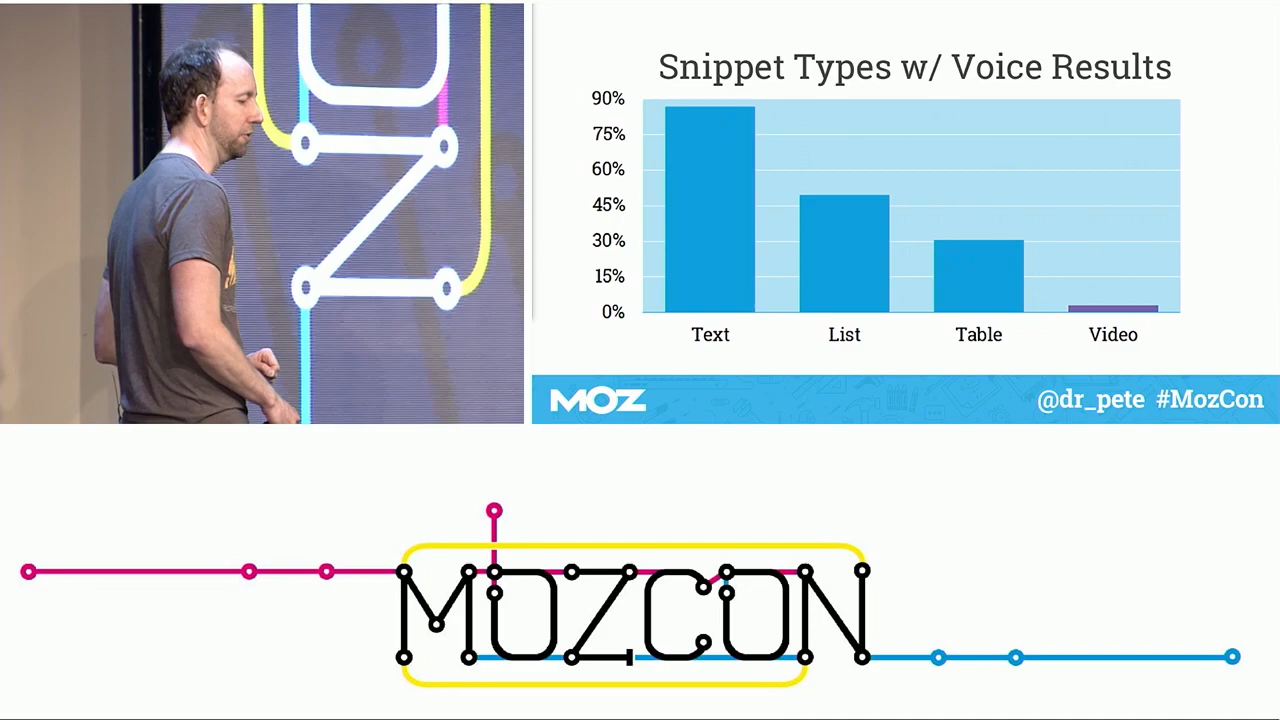 Snippet Types w/ Voice Results
90%
75%
60%
45%
30%
15%
0%
Text List Table Video
MOZ
@dr_pete #MozCon
MOZCON